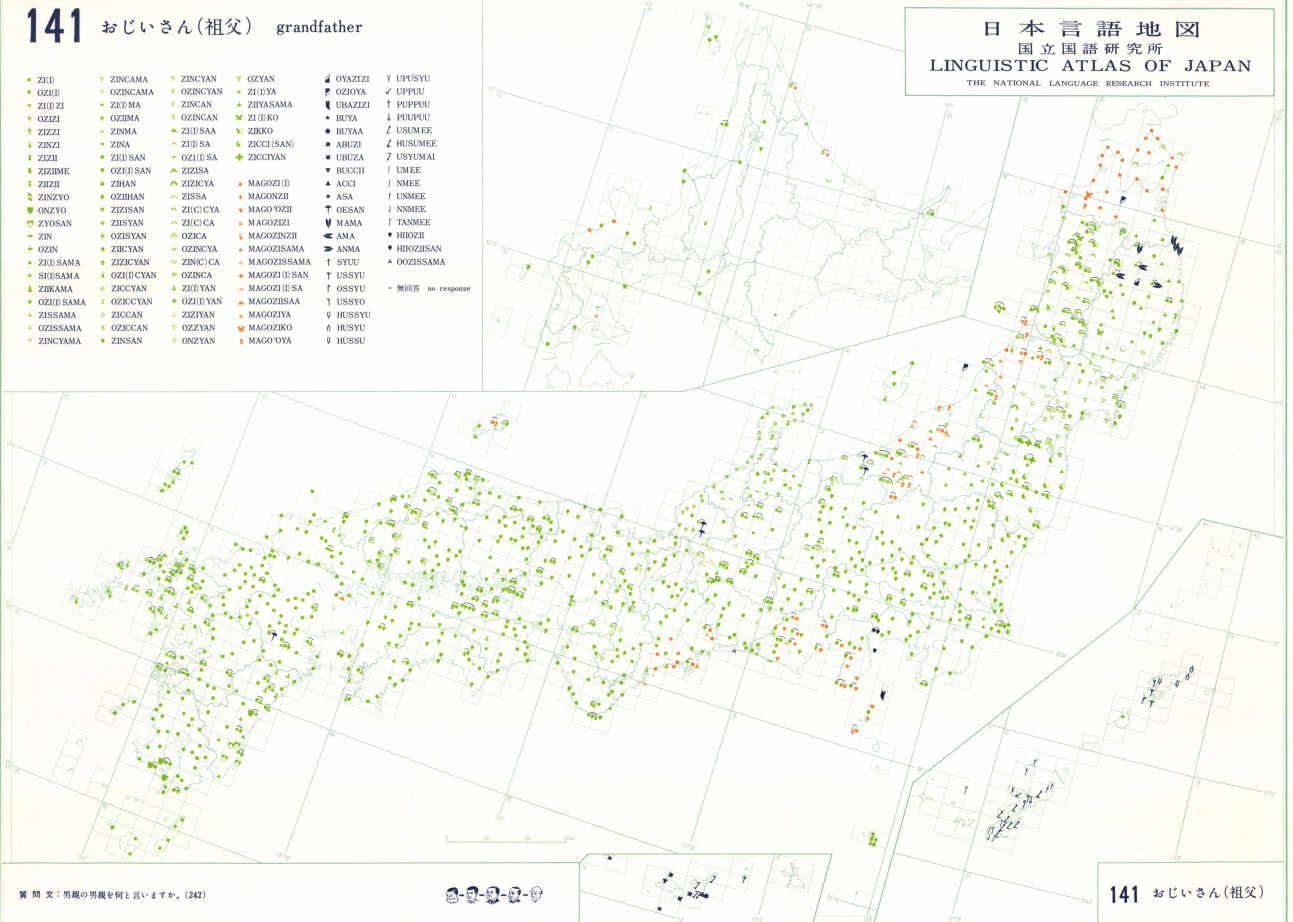 141 おじいさん(祖父) grandfather
日本言語地図
国立国語研究所
LINGUISTIC ATLAS OF JAPAN
THE NATIONAL LANGUAGE RESEARCH INSTITUTE
ZI(I)
OZI(I)
ZI(I)ZI
OZIZI
ZIZZI
ZINZI
ZIZII
ZIZIIME
ZIIZII
ZINZYO
ONZYO
ZYOSAN
ZIN
OZIN
ZI(I)SAMA
SI(I)SAMA
ZIIKAMA
OZI(I)SAMA
ZISSAMA
OZISSAMA
ZINCYAMA
ZINCAMA
OZINCAMA
ZI(I)MA
OZIIMA
ZINMA
ZINA
ZI(I)SAN
OZI(I)SAN
ZIHAN
OZIIHAN
ZIZISAN
ZIISYAN
OZISYAN
ZIICYAN
ZIZICYAN
OZI(I)CYAN
ZICCYAN
OZICCYAN
ZICCAN
OZICCAN
ZINSAN
ZINCYAN
OZINCYAN
ZINCAN
OZINCAN
ZI(I)SAA
ZI(I)SA
OZI(I)SA
ZIZISA
ZIZICYA
ZISSA
ZI(C)CYA
ZI(C)CA
OZICA
OZINCYA
ZIN(C)CA
OZINCA
ZI(I)YAN
OZI(I)YAN
ZIZIYAN
OZZYAN
ONZYAN
OZYAN
ZI(I)YA
ZIIYASAMA
ZI(I)KO
ZIKKO
ZICCI(SAN)
ZICCIYAN
MAGOZI(I)
MAGONZII
MAGO'OZII
MAGOZIZI
MAGOZINZII
MAGOZISAMA
MAGOZISSAMA
MAGOZI(I)SAN
MAGOZI(I)SA
MAGOZIISAA
MAGOZIYA
MAGOZIKO
MAGO'OYA
OYAZIZI
OZIOYA
UBAZIZI
BUYA
BUYAA
ABUZI
UBUZA
BUCCII
ACCI
ASA
OESAN
MAMA
AMA
ANMA
SYUU
USSYU
OSSYU
USSYO
HUSSYU
HUSYU
HUSSU
UPUSYU
UPPUU
PUPPUU
PUUPUU
USUMEE
HUSUMEE
USYUMAI
UMEE
NMEE
UNMEE
NNMEE
TANMEE
HIIOZII
HIIOZIISAN
OOZISSAMA
無回答 no response
質問文：男親の男親を何と言いますか。(242)
141 おじいさん(祖父)